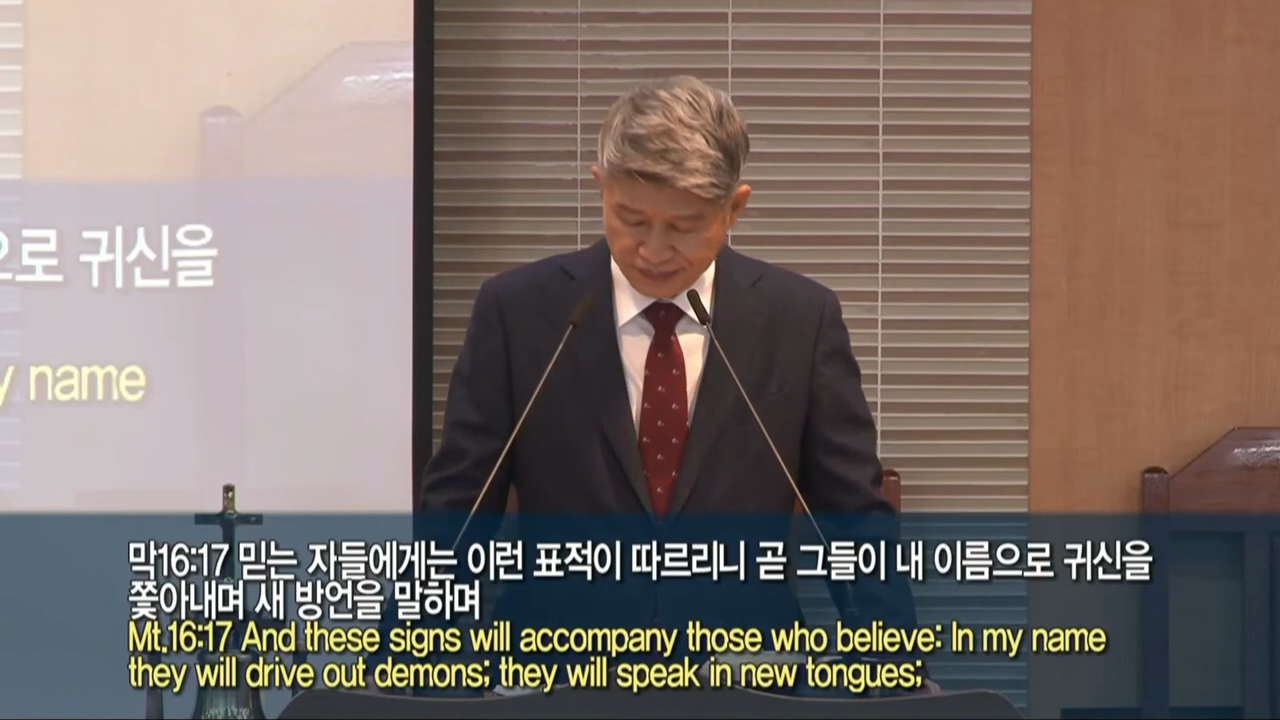 으로 귀신을
y name
막16:17 믿는 자들에게는 이런 표적이 따르리니 곧 그들이 내 이름으로 귀신을
쫓아내며 새 방언을 말하며
Mt.16:17 And these signs will accompany those who believe: In my name
they will drive out demons; they will speak in new tongues;